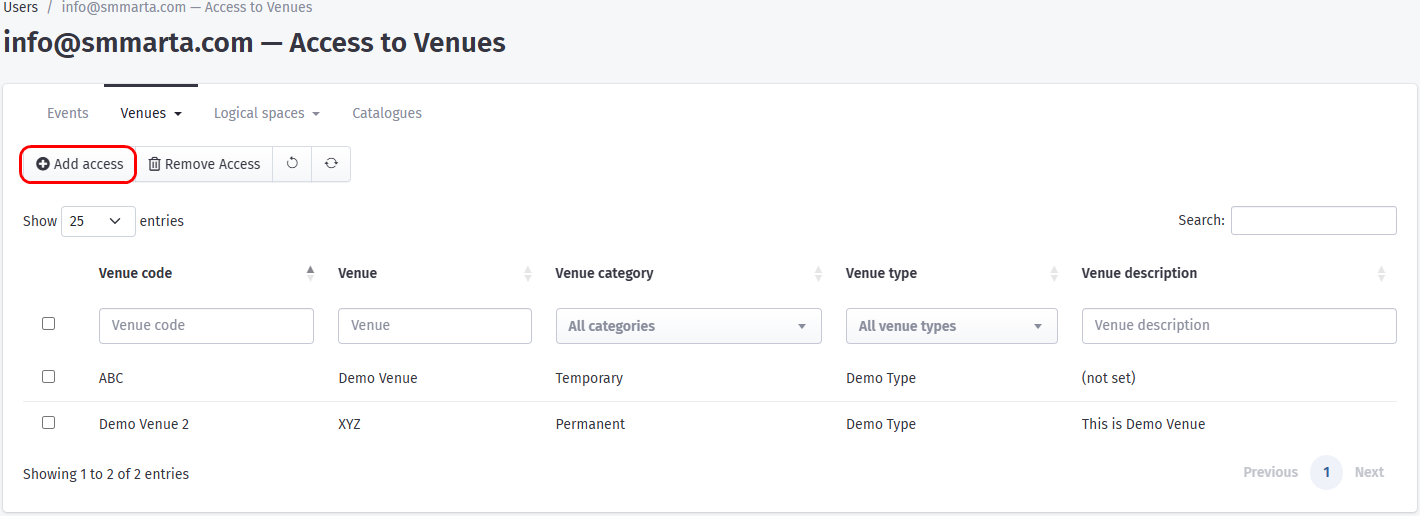 Users / info@smmarta.com — Access to Venues
info@smmarta.com — Access to Venues
Events Venues Logical spaces Catalogues
Add access Remove Access
Show 25 entries Search:
Venue code Venue Venue category Venue type Venue description
Venue code Venue All categories All venue types Venue description
ABC Demo Venue Temporary Demo Type (not set)
Demo Venue 2 XYZ Permanent Demo Type This is Demo Venue
Showing 1 to 2 of 2 entries Previous 1 Next